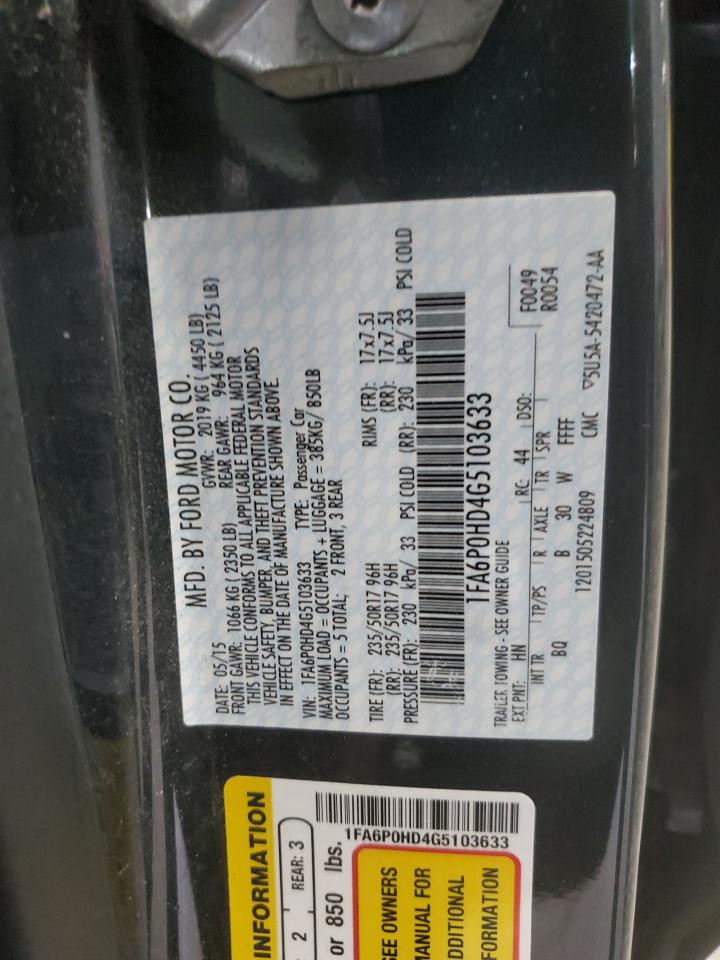 MFD. BY FORD MOTOR CO.
DATE: 05/15 GVWR: 2019 KG ( 4450 LB)
FRONT GAWR: 1066 KG ( 2350 LB) REAR GAWR: 964 KG ( 2125 LB)
THIS VEHICLE CONFORMS TO ALL APPLICABLE FEDERAL MOTOR
VEHICLE SAFETY, BUMPER, AND THEFT PREVENTION STANDARDS
IN EFFECT ON THE DATE OF MANUFACTURE SHOWN ABOVE.
VIN: 1FA6P0HD4G5103633 TYPE: Passenger Car
MAXIMUM LOAD = OCCUPANTS + LUGGAGE = 385KG/ 850LB
OCCUPANTS = 5 TOTAL; 2 FRONT, 3 REAR
TIRE (FR): 235/50R17 96H RIMS (FR): 17x7.5J
(RR): 235/50R17 96H (RR): 17x7.5J
PRESSURE (FR): 230 kPa/ 33 PSI COLD (RR): 230 kPa/ 33 PSI COLD
1FA6P0HD4G5103633
TRAILER TOWING - SEE OWNER GUIDE
EXT PNT: HN RC: 44 DSO: F0049
R0054
INT TR TP/PS R AXLE TR SPR
BQ B 30 W FFFF
1201505224809 CMC ▽5U5A-5420472-AA
INFORMATION
2 REAR: 3
or 850 lbs.
1FA6P0HD4G5103633
SEE OWNERS
MANUAL FOR
ADDITIONAL
INFORMATION